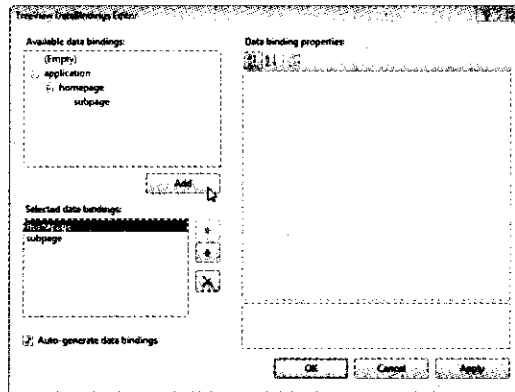 TreeView DataBindings Editor
Available data bindings:
(Empty)
application
homepage
subpage
Add
Selected data bindings:
homepage
subpage
Auto-generate data bindings
Data binding properties:
OK
Cancel
Apply